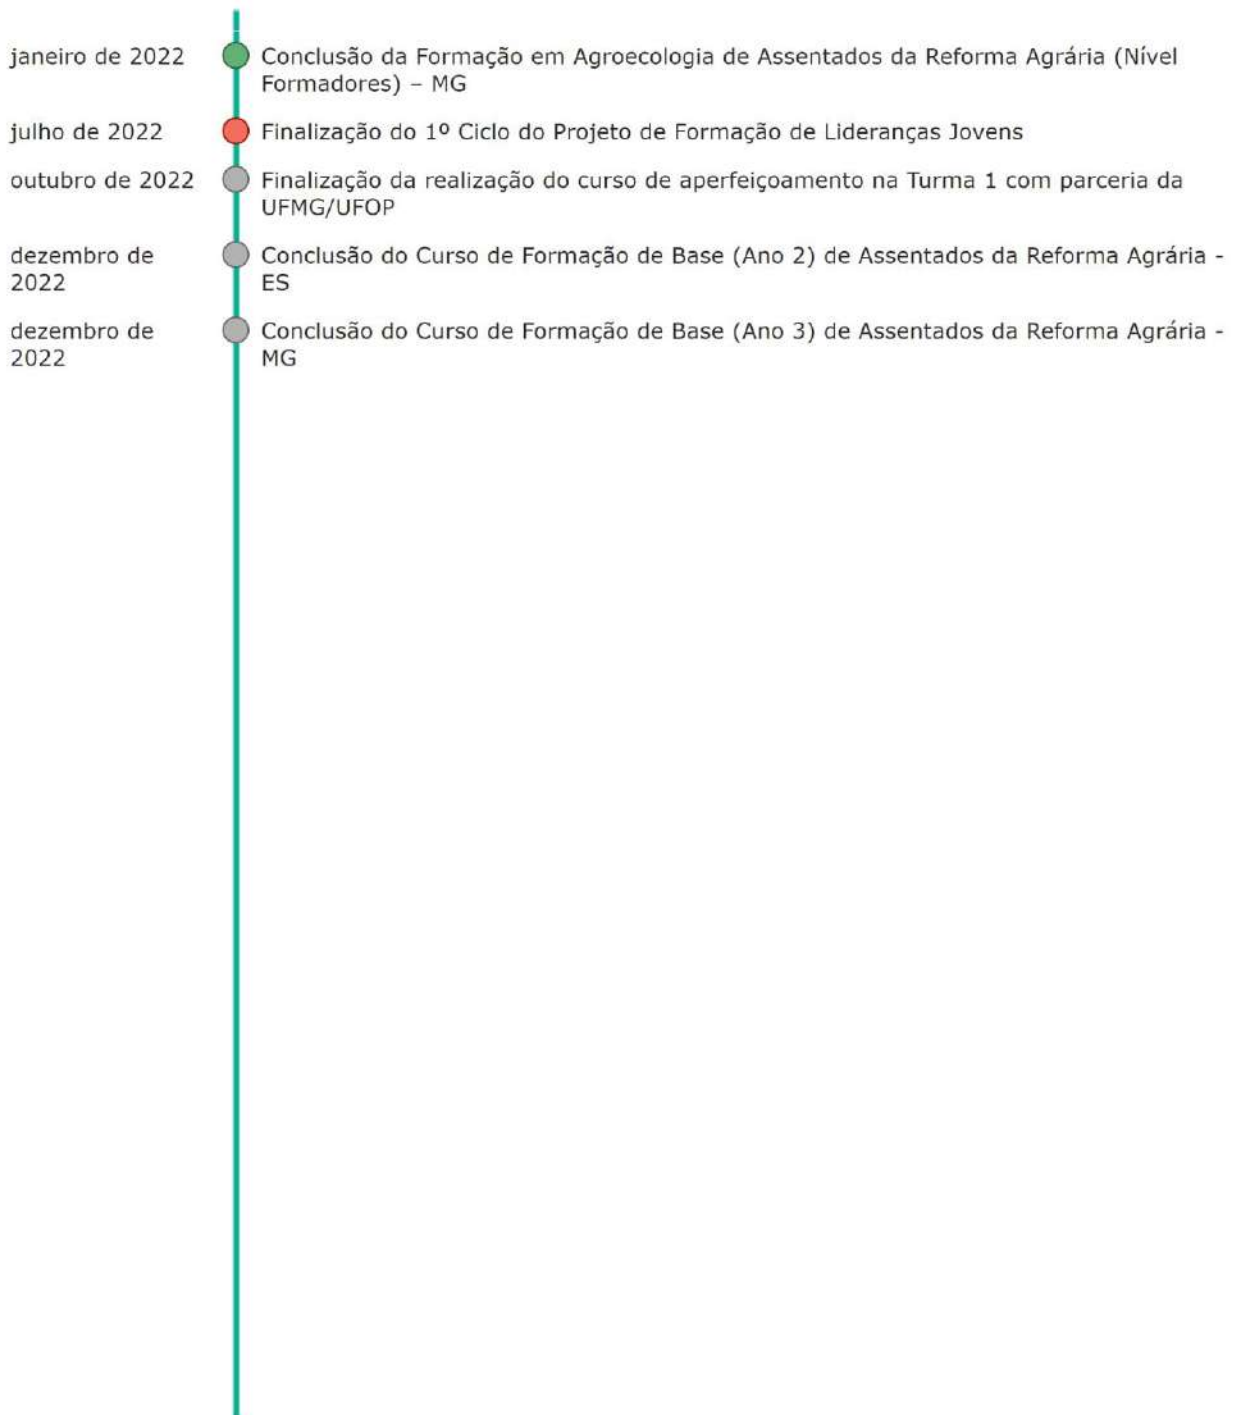 janeiro de 2022
Conclusão da Formação em Agroecologia de Assentados da Reforma Agrária (Nível
Formadores) – MG
julho de 2022
Finalização do 1º Ciclo do Projeto de Formação de Lideranças Jovens
outubro de 2022
Finalização da realização do curso de aperfeiçoamento na Turma 1 com parceria da
UFMG/UFOP
dezembro de
2022
Conclusão do Curso de Formação de Base (Ano 2) de Assentados da Reforma Agrária -
ES
dezembro de
2022
Conclusão do Curso de Formação de Base (Ano 3) de Assentados da Reforma Agrária -
MG